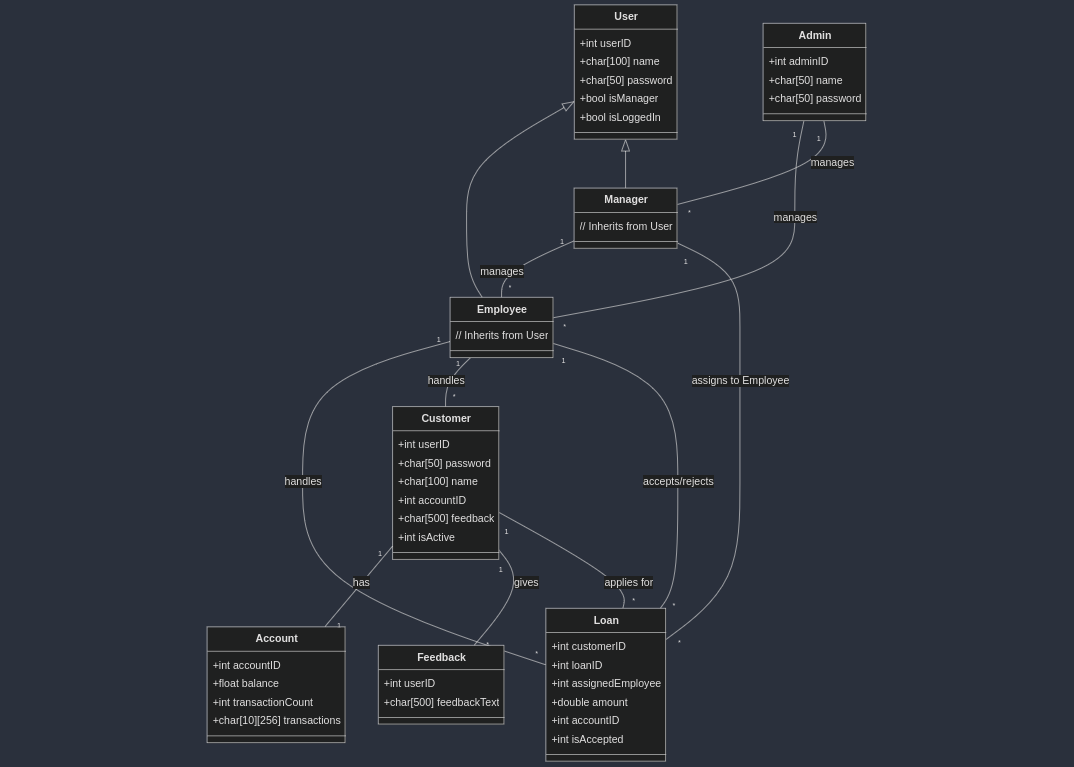 User
+int userID
+char[100] name
+char[50] password
+bool isManager
+bool isLoggedIn
Admin
+int adminID
+char[50] name
+char[50] password
1
1
manages
manages
Manager
// Inherits from User
*
1
1
manages
*
Employee
// Inherits from User
*
1
1
1
handles
*
assigns to Employee
Customer
+int userID
+char[50] password
+char[100] name
+int accountID
+char[500] feedback
+int isActive
handles
accepts/rejects
1
1
1
has
gives
applies for
1
*
*
*
*
*
Account
+int accountID
+float balance
+int transactionCount
+char[10][256] transactions
Feedback
+int userID
+char[500] feedbackText
Loan
+int customerID
+int loanID
+int assignedEmployee
+double amount
+int accountID
+int isAccepted